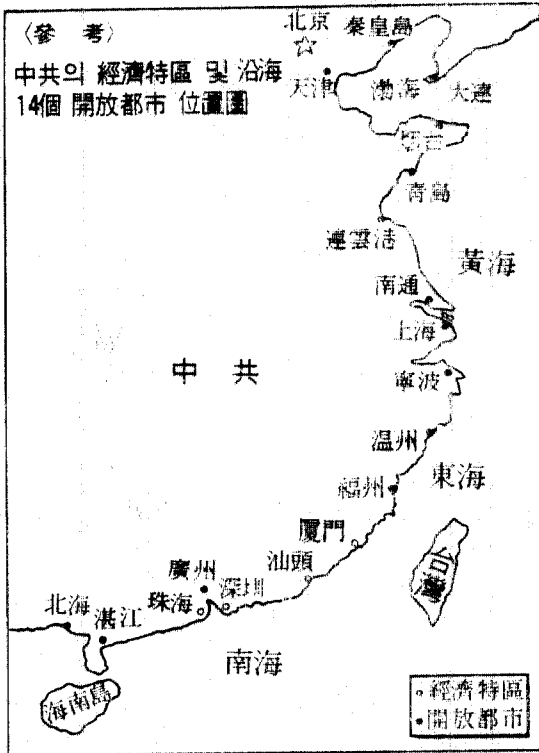 〈參 考〉
中共의 經濟特區 및 沿海
14個 開放都市 位置圖
北京
秦皇島
天津
渤海
大連
烟台
青島
連雲港
黃海
南通
上海
中 共
寧波
温州
東海
福州
厦門
台灣
汕頭
廣州
深圳
珠海
北海
湛江
南海
海南島
○經濟特區
●開放都市